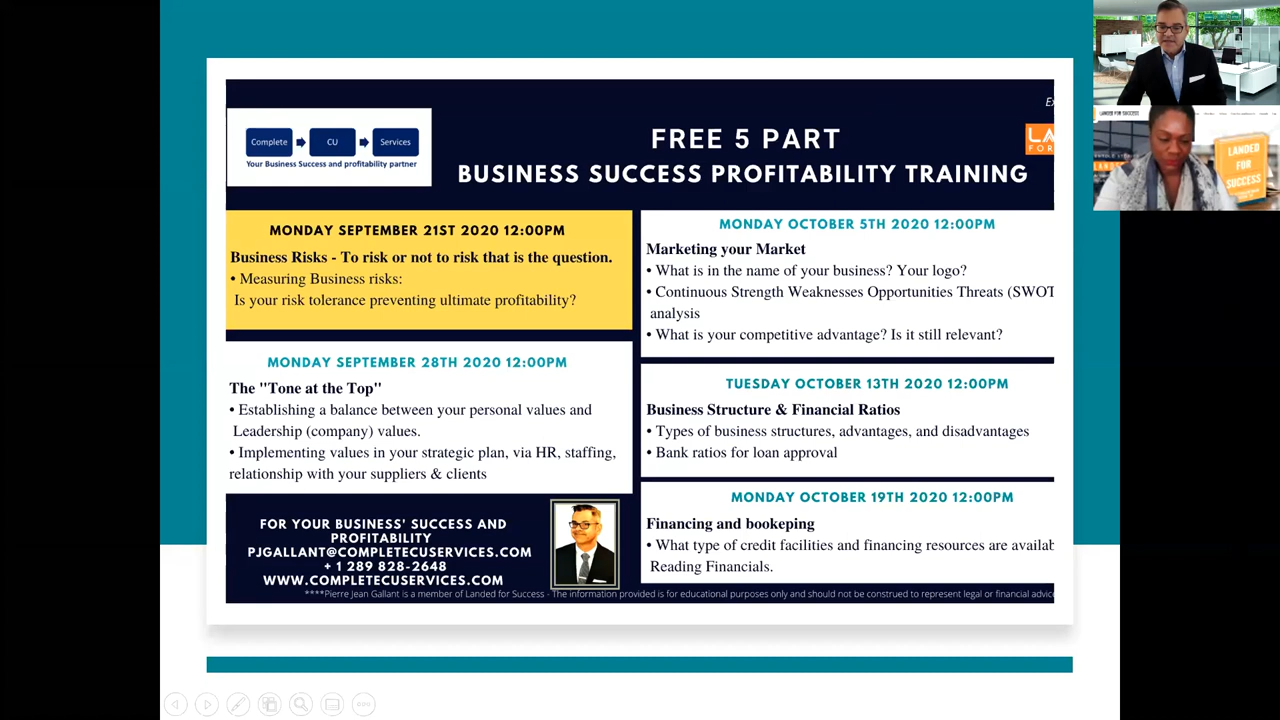 Complete CU Services
Your Business Success and profitability partner
FREE 5 PART
BUSINESS SUCCESS PROFITABILITY TRAINING
MONDAY SEPTEMBER 21ST 2020 12:00PM
Business Risks - To risk or not to risk that is the question.
• Measuring Business risks:
Is your risk tolerance preventing ultimate profitability?
MONDAY SEPTEMBER 28TH 2020 12:00PM
The "Tone at the Top"
• Establishing a balance between your personal values and
Leadership (company) values.
• Implementing values in your strategic plan, via HR, staffing,
relationship with your suppliers & clients
FOR YOUR BUSINESS' SUCCESS AND
PROFITABILITY
PJGALLANT@COMPLETECUSERVICES.COM
+ 1 289 828-2648
WWW.COMPLETECUSERVICES.COM
MONDAY OCTOBER 5TH 2020 12:00PM
Marketing your Market
• What is in the name of your business? Your logo?
• Continuous Strength Weaknesses Opportunities Threats (SWOT
analysis
• What is your competitive advantage? Is it still relevant?
TUESDAY OCTOBER 13TH 2020 12:00PM
Business Structure & Financial Ratios
• Types of business structures, advantages, and disadvantages
• Bank ratios for loan approval
MONDAY OCTOBER 19TH 2020 12:00PM
Financing and bookeping
• What type of credit facilities and financing resources are availab
Reading Financials.
****Pierre Jean Gallant is a member of Landed for Success - The information provided is for educational purposes only and should not be construed to represent legal or financial advice
LANDED FOR SUCCESS
LANDED
FOR
SUCCESS